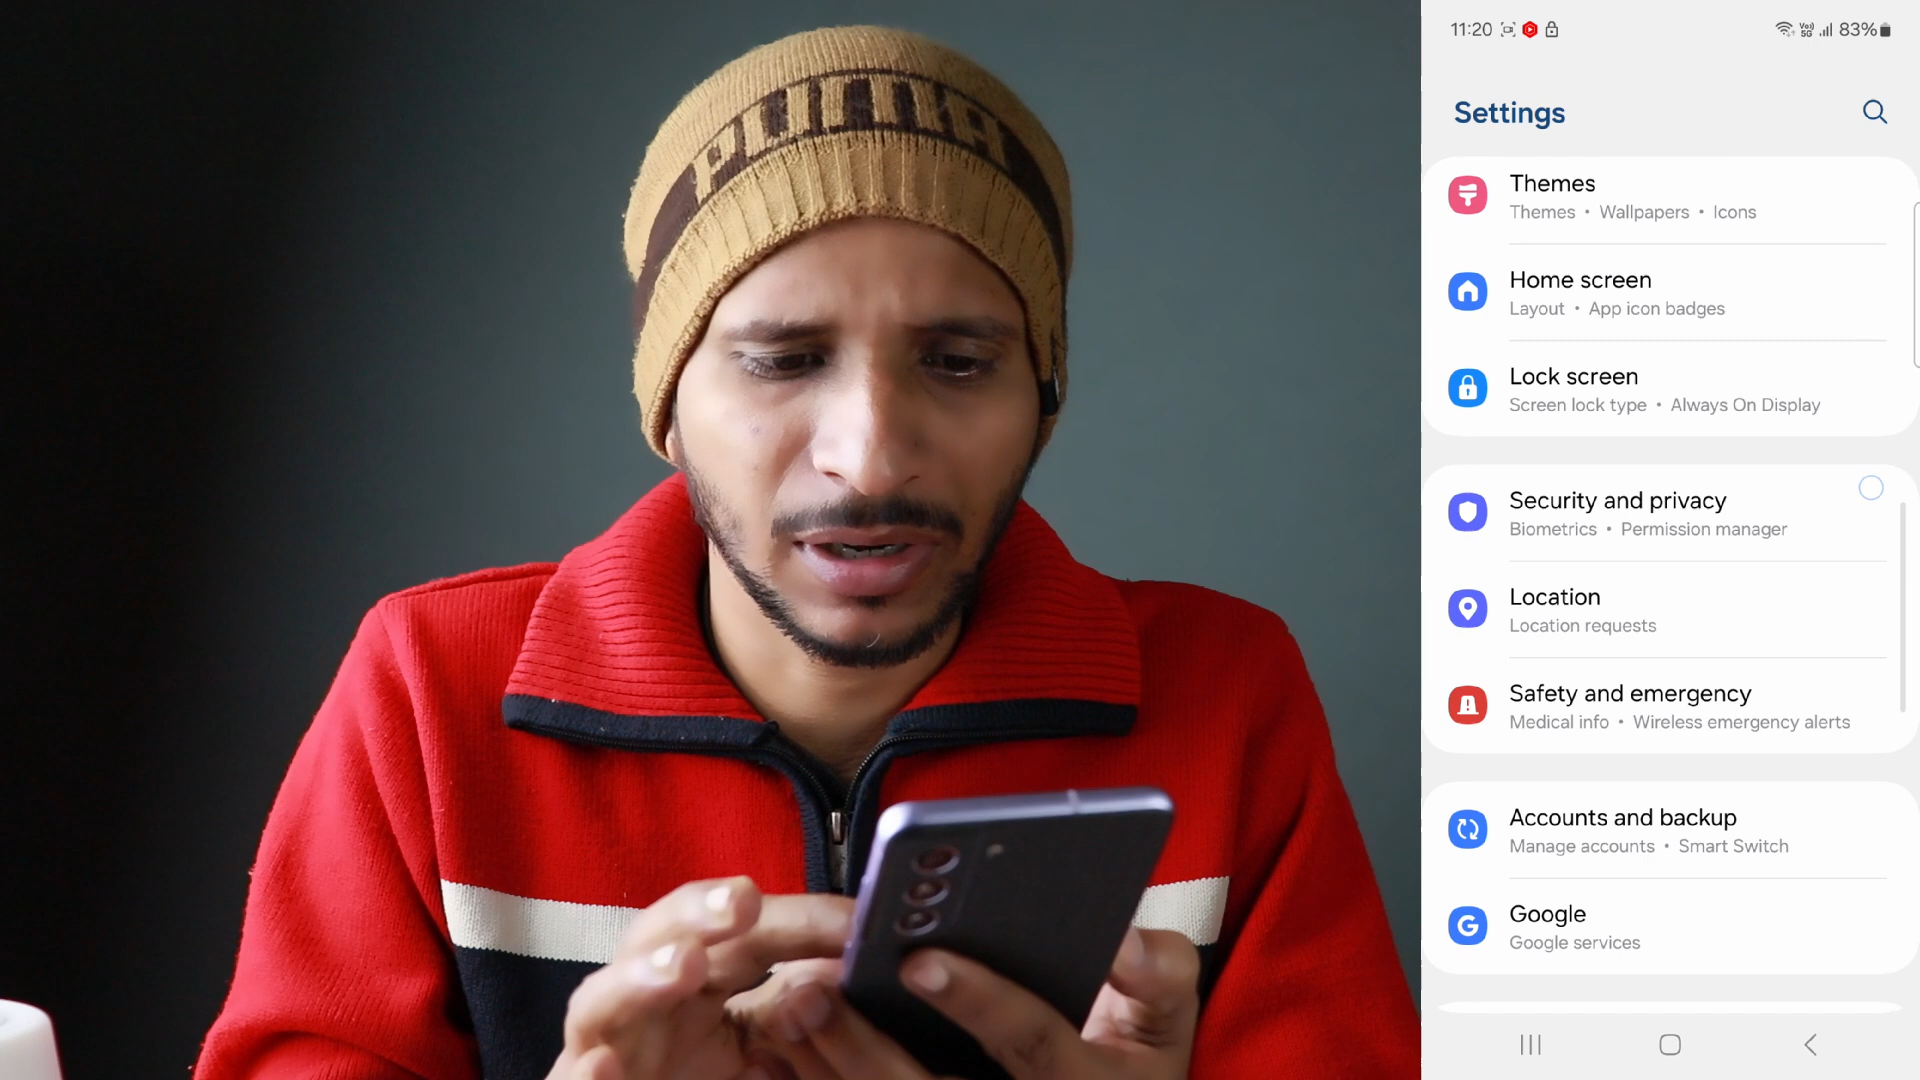 PUMA
11:20
Vo)
5G
83%
Settings
Themes
Themes • Wallpapers • Icons
Home screen
Layout • App icon badges
Lock screen
Screen lock type • Always On Display
Security and privacy
Biometrics • Permission manager
Location
Location requests
Safety and emergency
Medical info • Wireless emergency alerts
Accounts and backup
Manage accounts • Smart Switch
G
Google
Google services